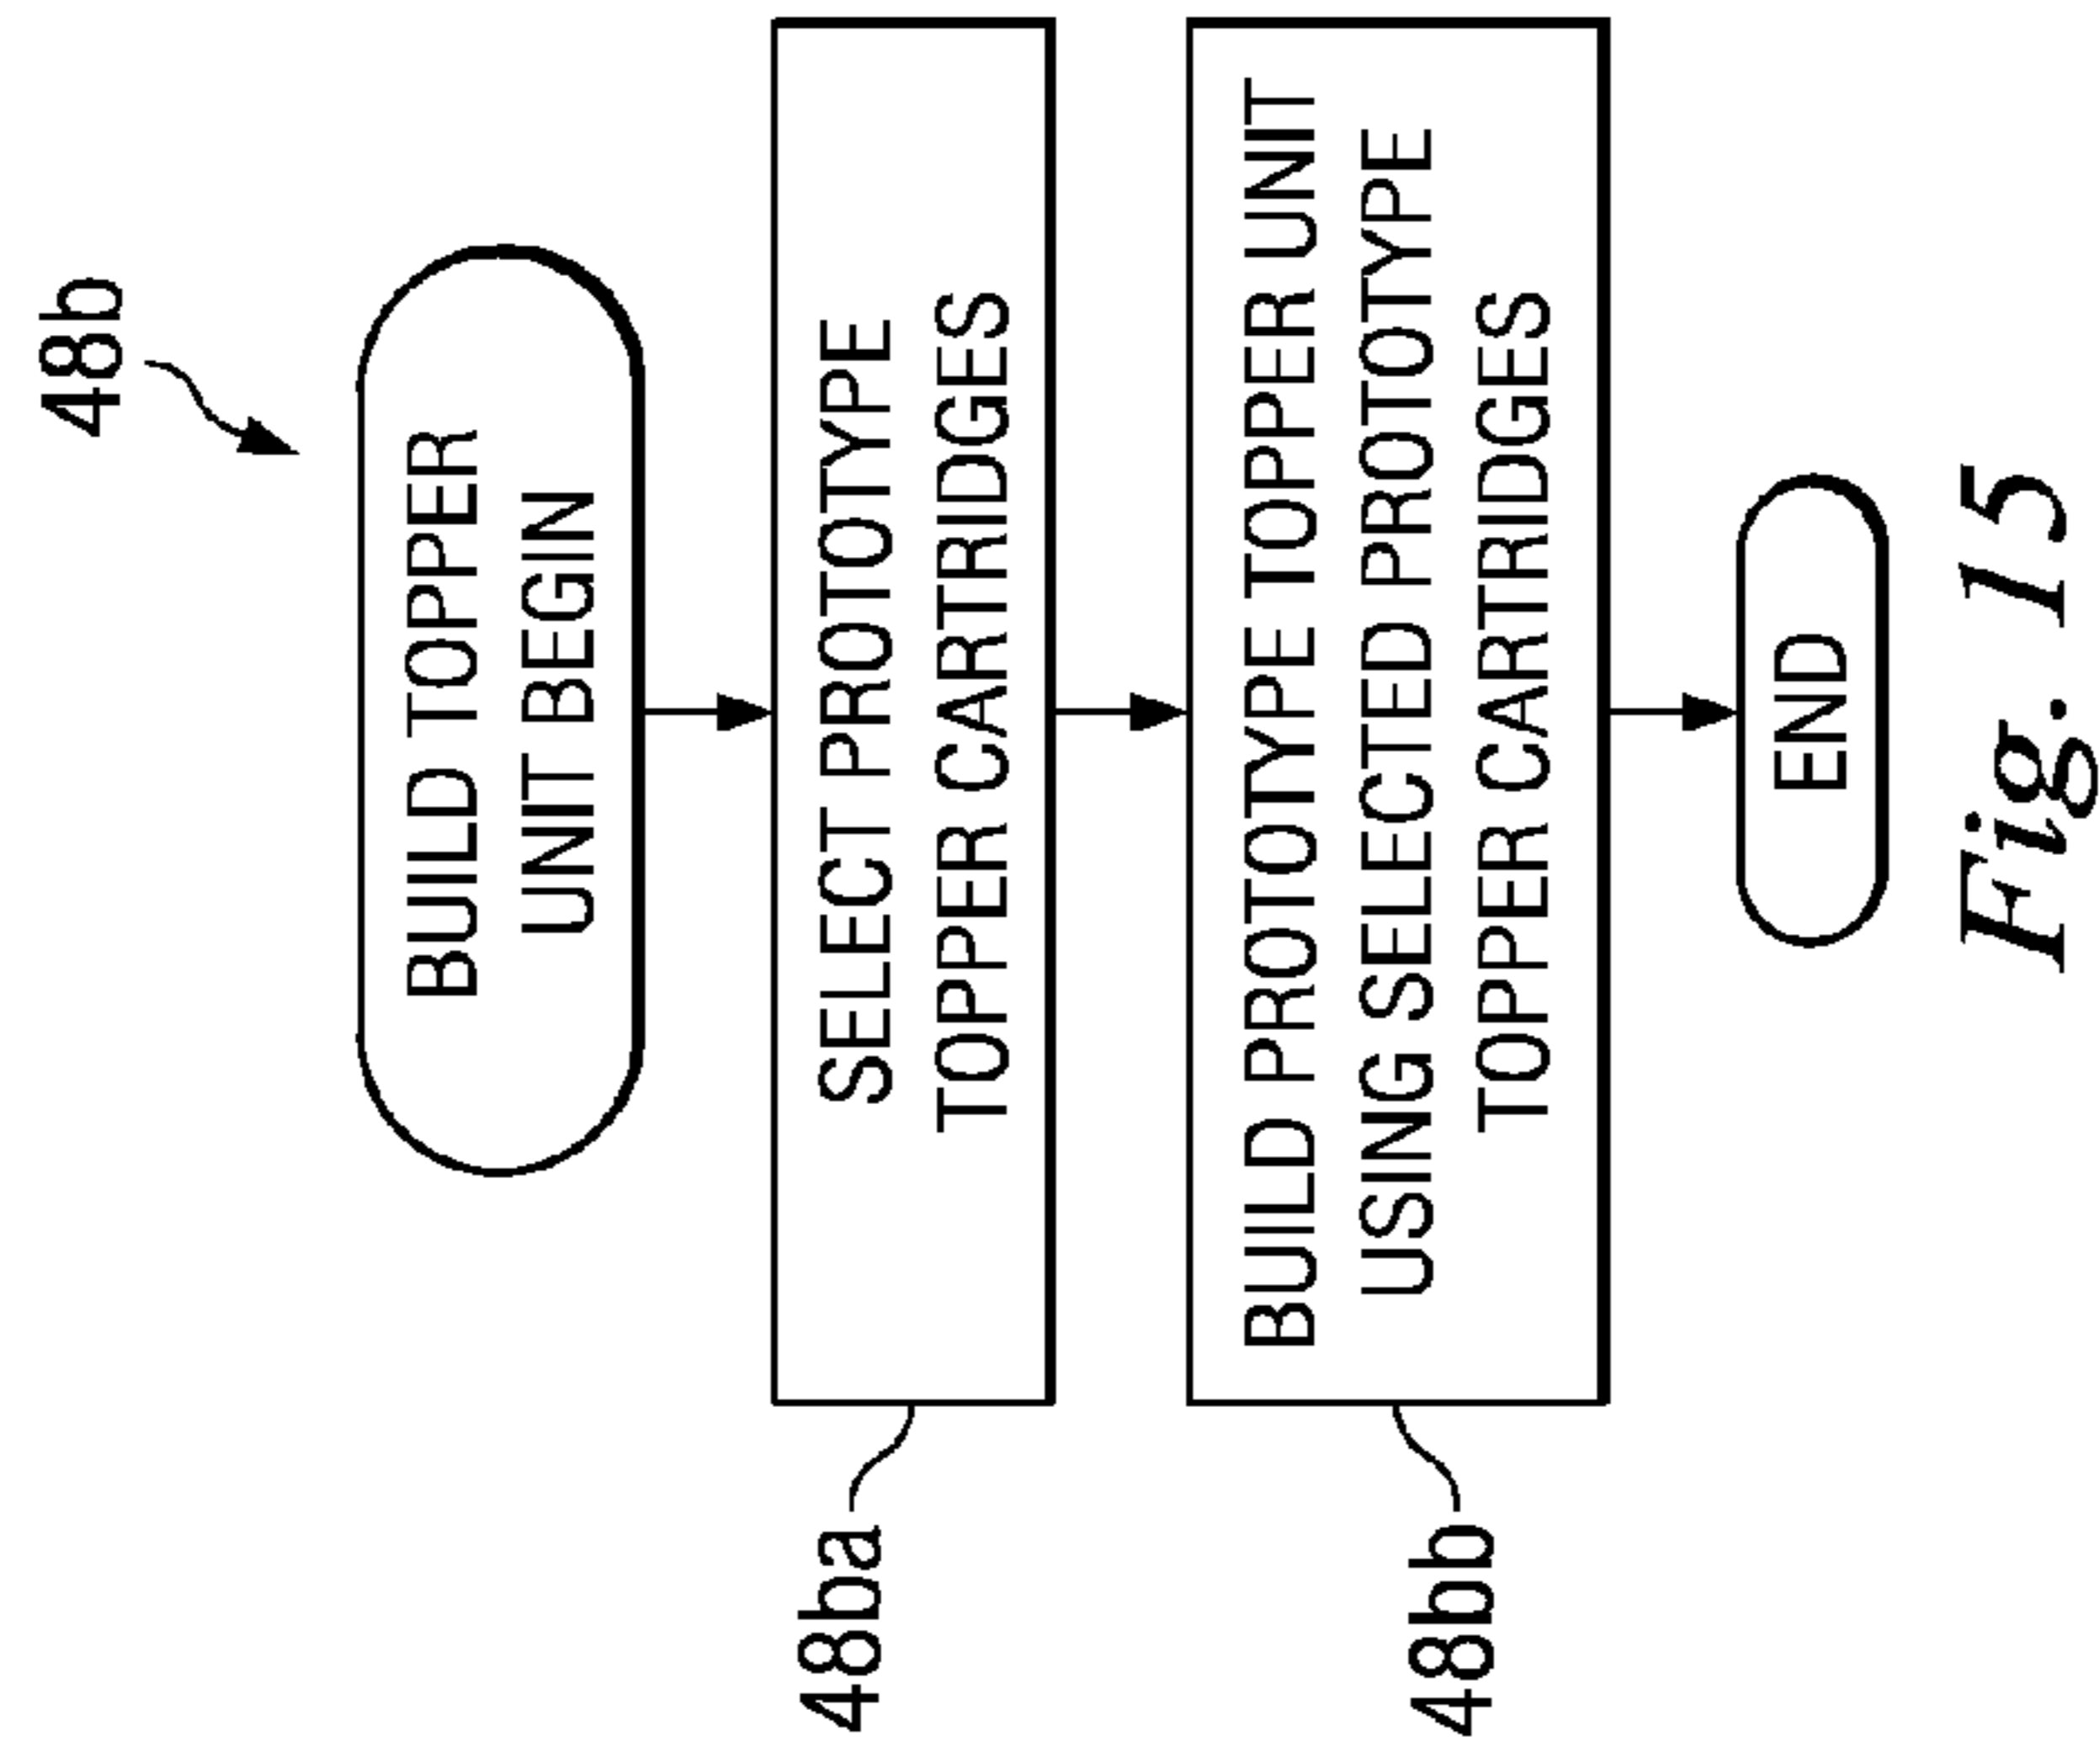 48b
BUILD TOPPER
UNIT BEGIN
48ba
SELECT PROTOTYPE
TOPPER CARTRIDGES
48bb
BUILD PROTOTYPE TOPPER UNIT
USING SELECTED PROTOTYPE
TOPPER CARTRIDGES
END
Fig. 15